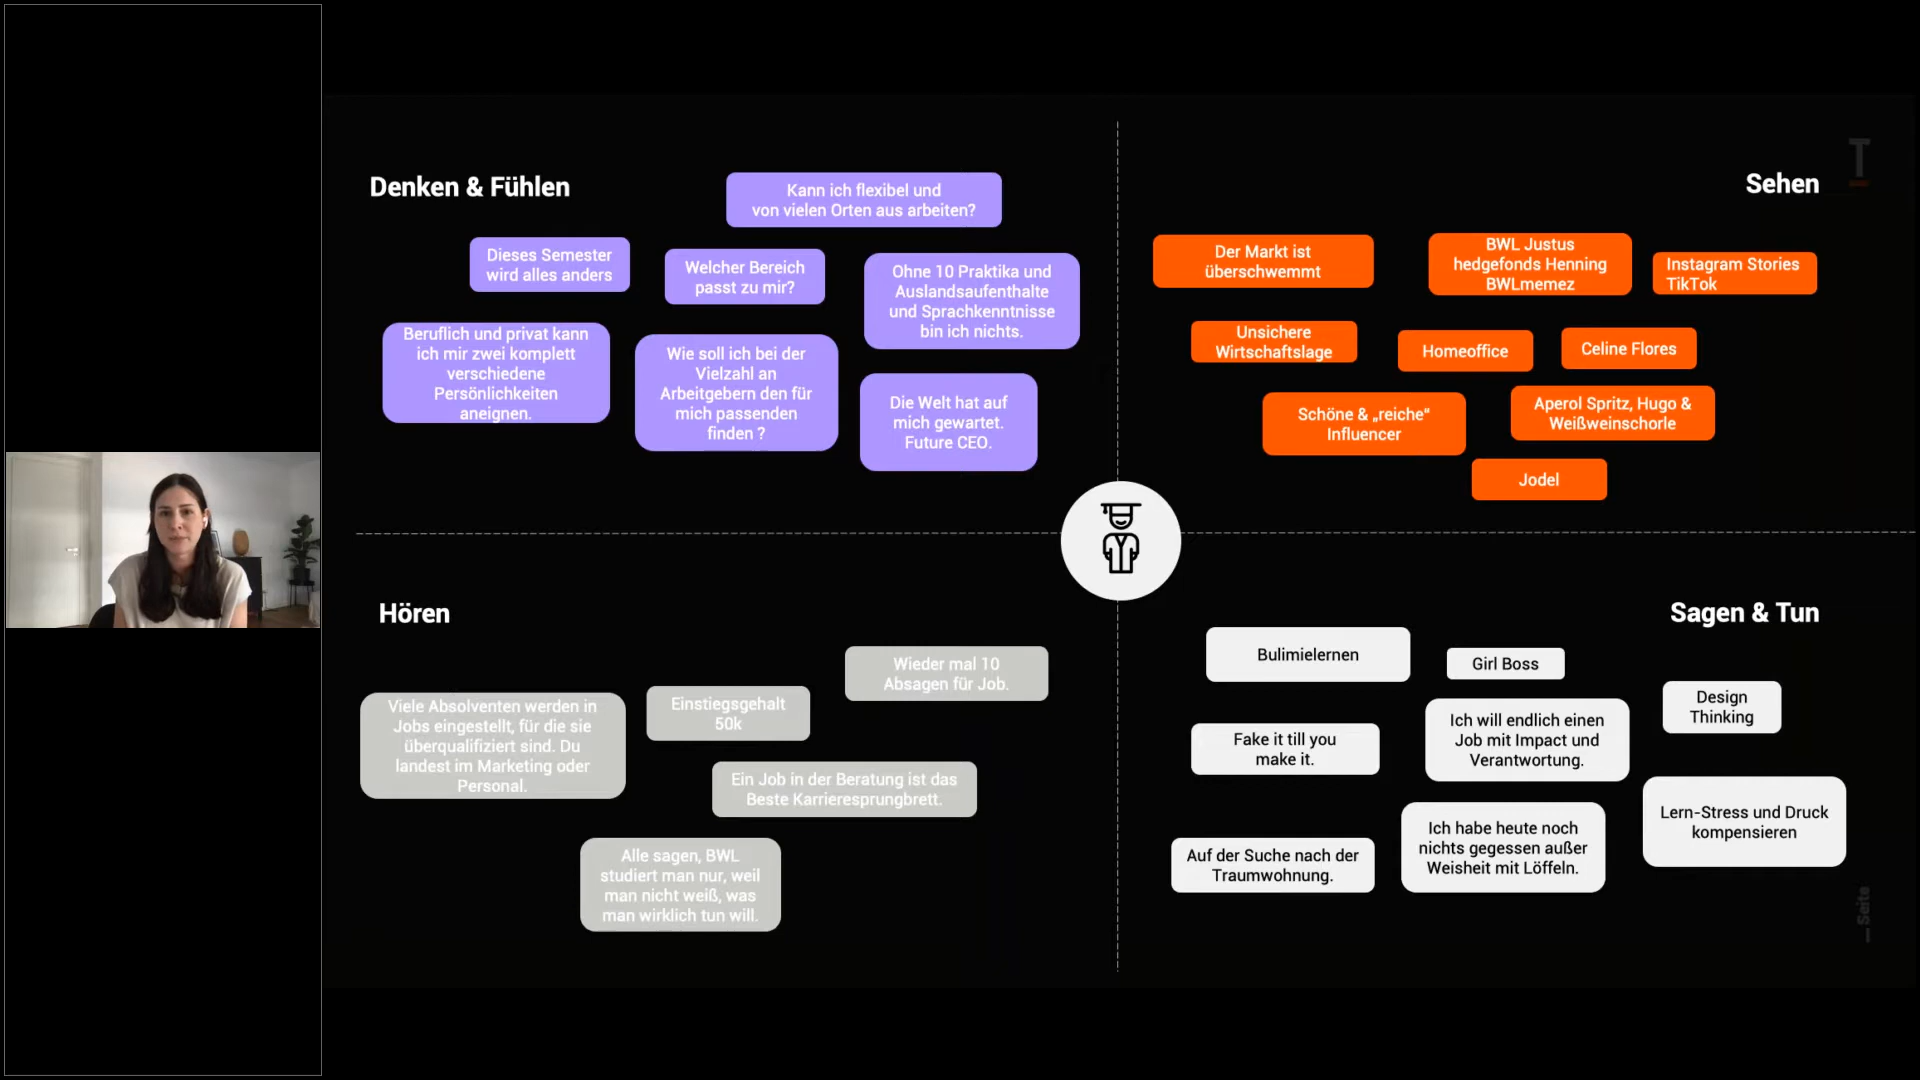 Denken & Fühlen
Kann ich flexibel und
von vielen Orten aus arbeiten?
Dieses Semester
wird alles anders
Welcher Bereich
passt zu mir?
Ohne 10 Praktika und
Auslandsaufenthalte
und Sprachkenntnisse
bin ich nichts.
Beruflich und privat kann
ich mir zwei komplett
verschiedene
Persönlichkeiten
aneignen.
Wie soll ich bei der
Vielzahl an
Arbeitgebern den für
mich passenden
finden ?
Die Welt hat auf
mich gewartet.
Future CEO.
Sehen
T
Der Markt ist
überschwemmt
BWL Justus
hedgefonds Henning
BWLmemez
Instagram Stories
TikTok
Unsichere
Wirtschaftslage
Homeoffice
Celine Flores
Schöne & „reiche“
Influencer
Aperol Spritz, Hugo &
Weißweinschorle
Jodel
Hören
Wieder mal 10
Absagen für Job.
Viele Absolventen werden in
Jobs eingestellt, für die sie
überqualifiziert sind. Du
landest im Marketing oder
Personal.
Einstiegsgehalt
50k
Ein Job in der Beratung ist das
Beste Karrieresprungbrett.
Alle sagen, BWL
studiert man nur, weil
man nicht weiß, was
man wirklich tun will.
Sagen & Tun
Bulimielernen
Girl Boss
Design
Thinking
Fake it till you
make it.
Ich will endlich einen
Job mit Impact und
Verantwortung.
Lern-Stress und Druck
kompensieren
Auf der Suche nach der
Traumwohnung.
Ich habe heute noch
nichts gegessen außer
Weisheit mit Löffeln.
__Seite